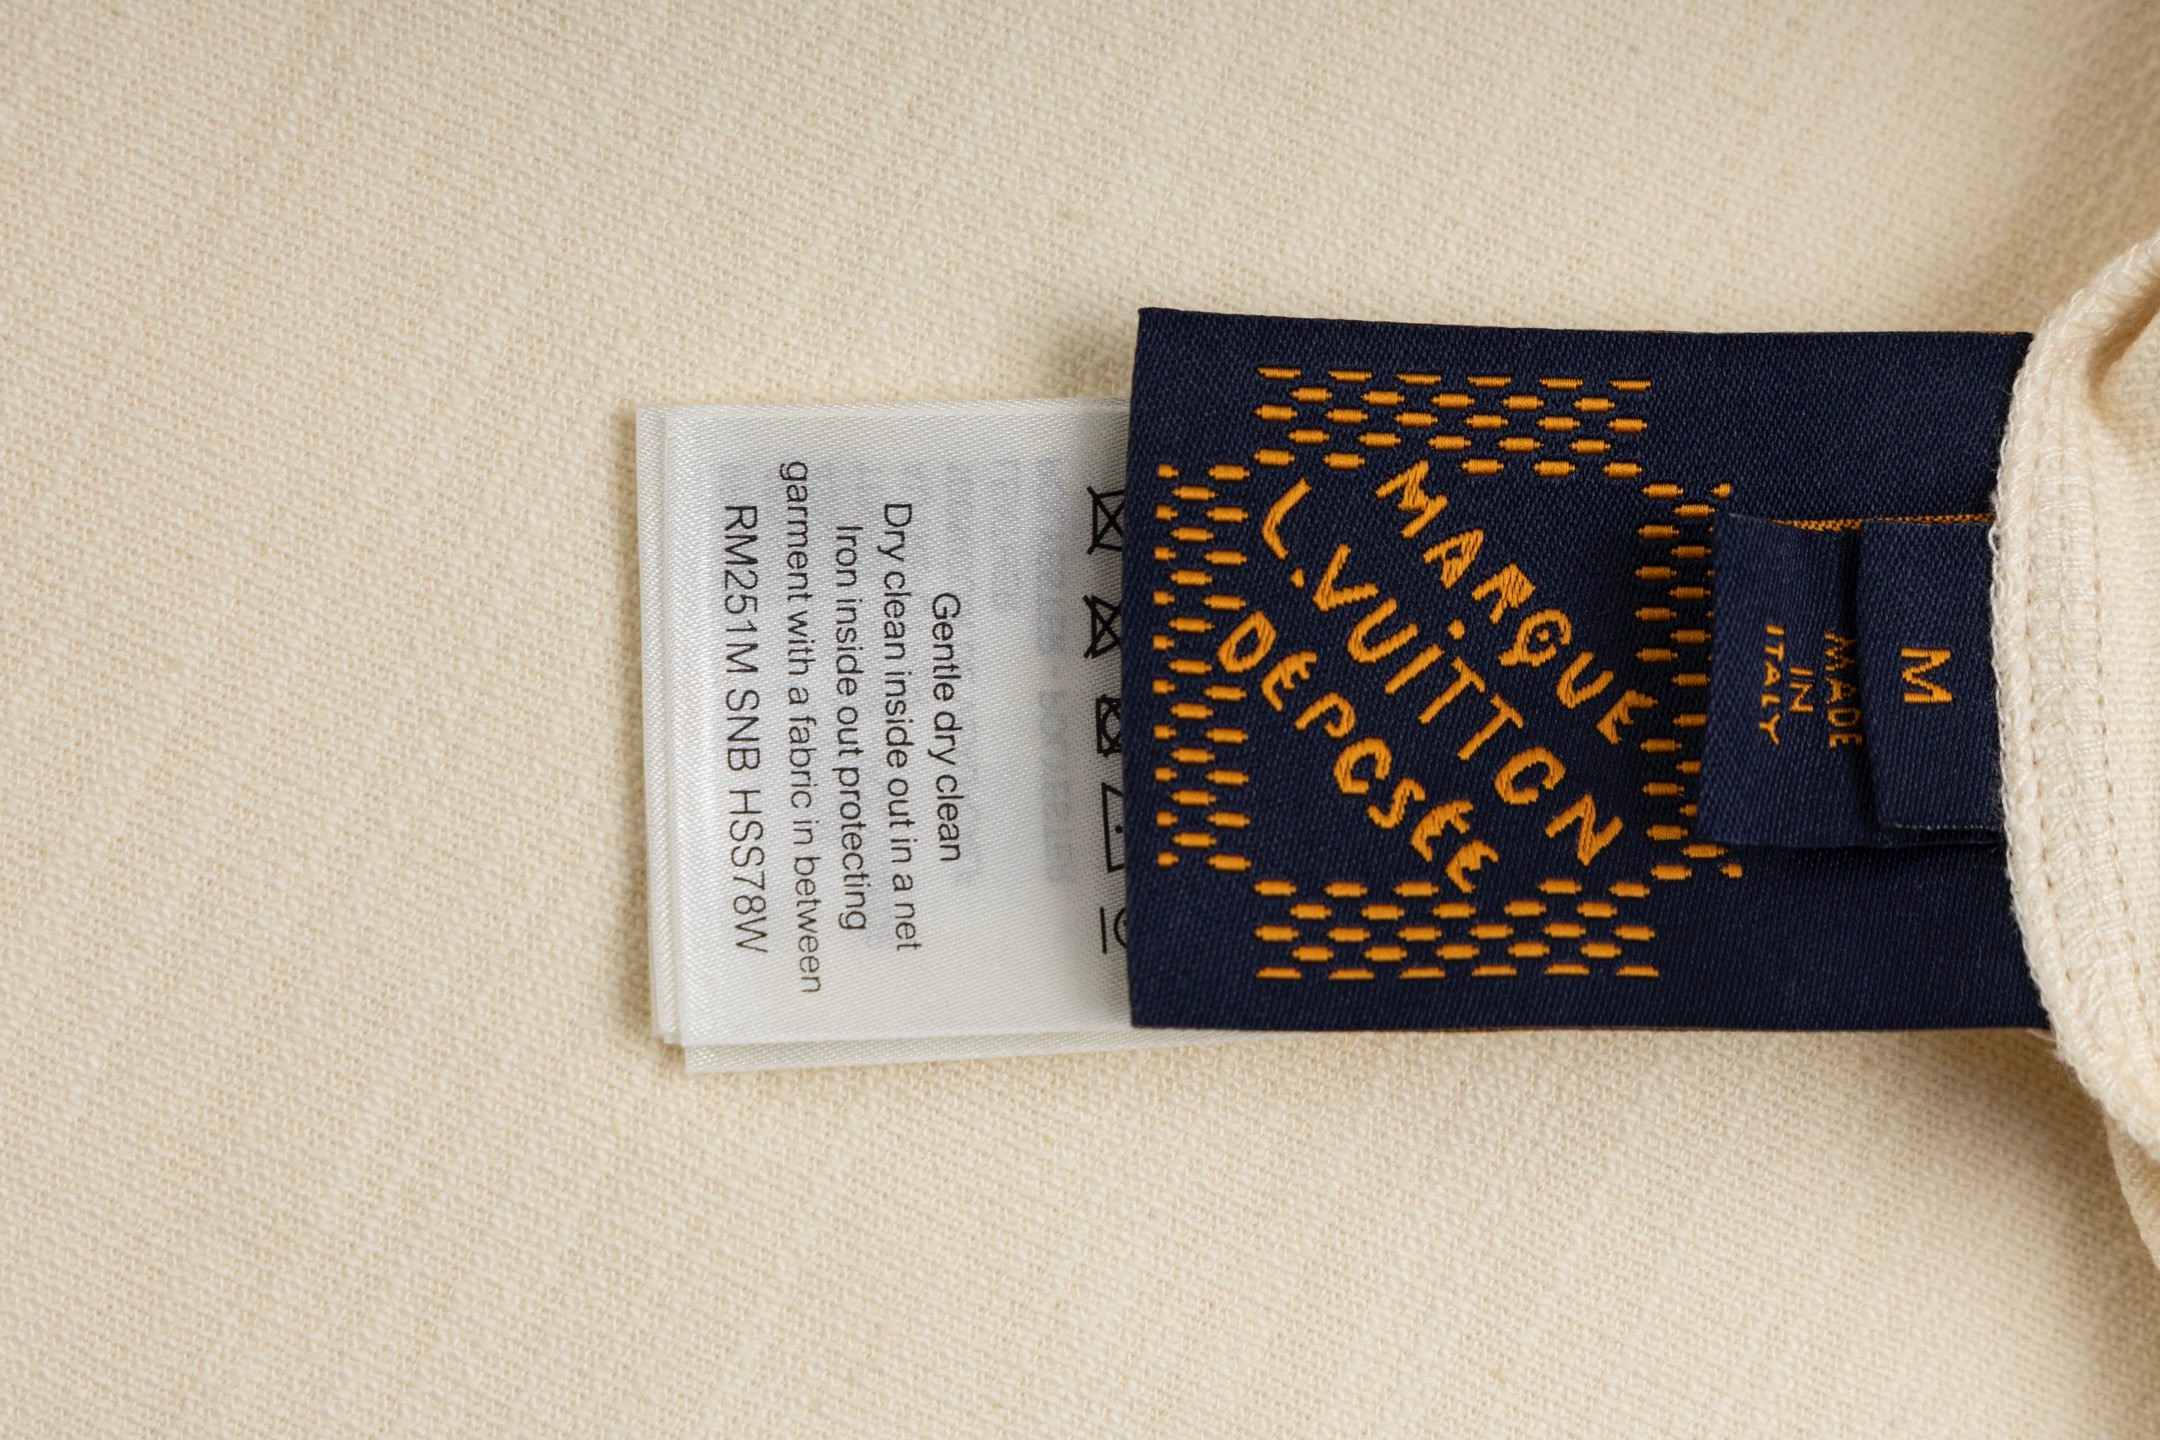 M
MADE
IN
ITALY
MARQUE
L.VUITTON
DEPOSÉE
Gentle dry clean
Dry clean inside out in a net
Iron inside out protecting
garment with a fabric in between
RM251M SNB HSS78W